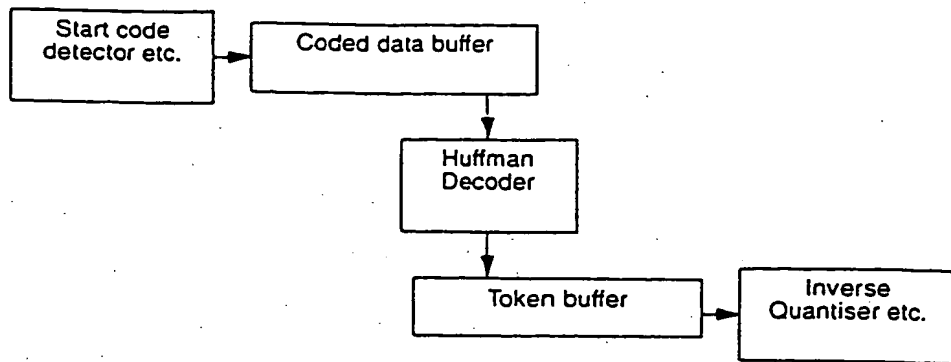 Start code
detector etc.
Coded data buffer
Huffman
Decoder
Token buffer
Inverse
Quantiser etc.